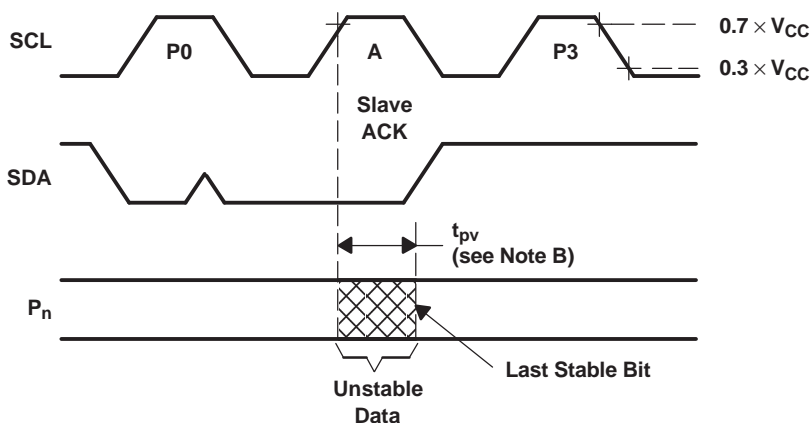 SCL
P0
A
P3
0.7 × VCC
0.3 × VCC
Slave
ACK
SDA
tpv
(see Note B)
Pn
Last Stable Bit
Unstable
Data